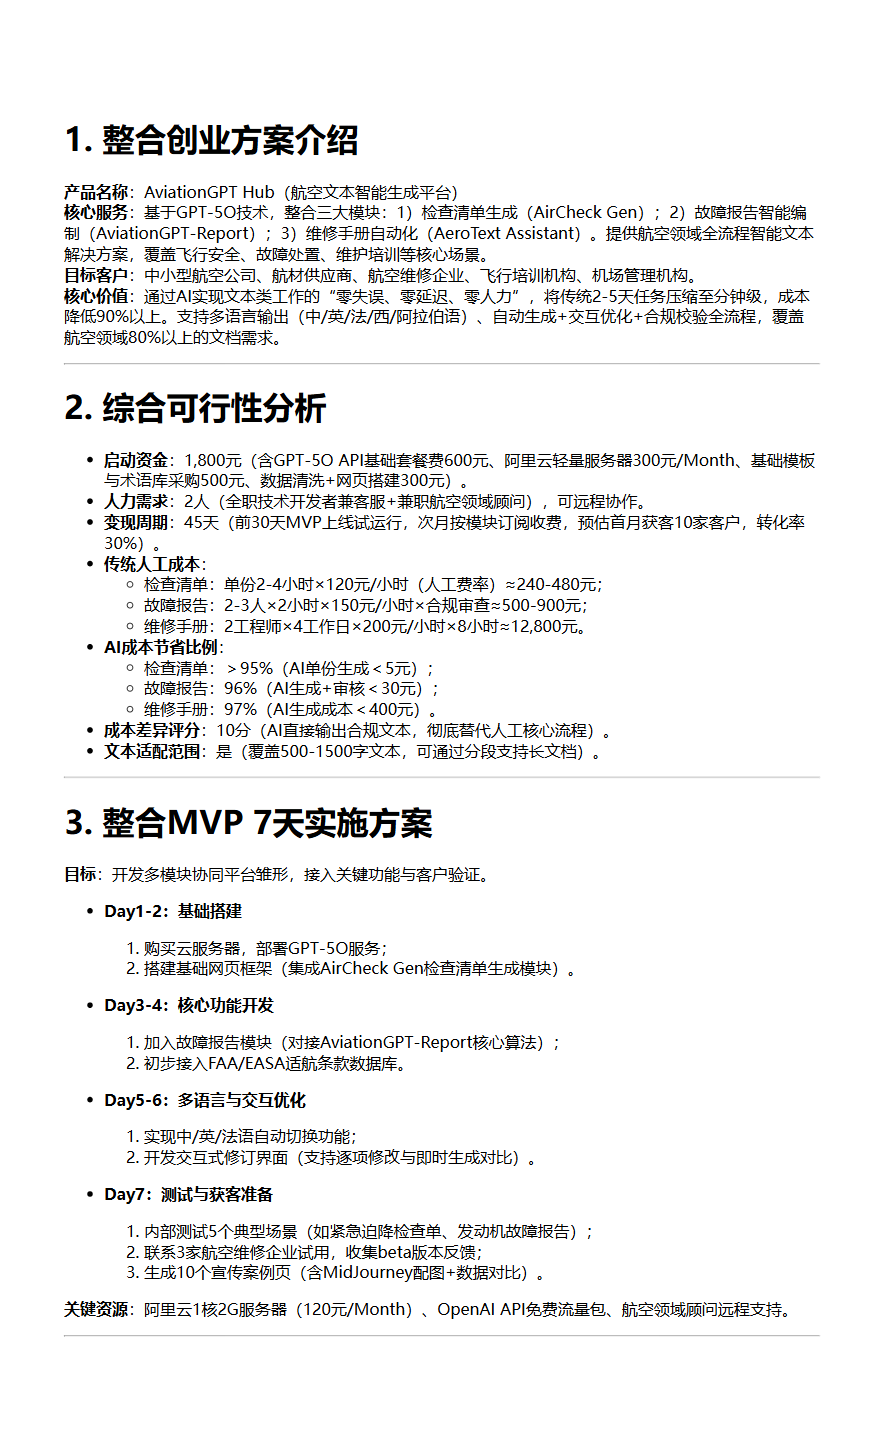 1. 整合创业方案介绍
产品名称：AviationGPT Hub（航空文本智能生成平台）
核心服务：基于GPT-5O技术，整合三大模块：1）检查清单生成（AirCheck Gen）；2）故障报告智能编
制（AviationGPT-Report）；3）维修手册自动化（AeroText Assistant）。提供航空领域全流程智能文本
解决方案，覆盖飞行安全、故障处置、维护培训等核心场景。
目标客户：中小型航空公司、航材供应商、航空维修企业、飞行培训机构、机场管理机构。
核心价值：通过AI实现文本类工作的“零失误、零延迟、零人力”，将传统2-5天任务压缩至分钟级，成本
降低90%以上。支持多语言输出（中/英/法/西/阿拉伯语）、自动生成+交互优化+合规校验全流程，覆盖
航空领域80%以上的文档需求。
2. 综合可行性分析
• 启动资金：1,800元（含GPT-5O API基础套餐费600元、阿里云轻量服务器300元/Month、基础模板
与术语库采购500元、数据清洗+网页搭建300元）。
• 人力需求：2人（全职技术开发者兼客服+兼职航空领域顾问），可远程协作。
• 变现周期：45天（前30天MVP上线试运行，次月按模块订阅收费，预估首月获客10家客户，转化率
30%）。
• 传统人工成本：
◦ 检查清单：单份2-4小时×120元/小时（人工费率）≈240-480元；
◦ 故障报告：2-3人×2小时×150元/小时×合规审查≈500-900元；
◦ 维修手册：2工程师×4工作日×200元/小时×8小时≈12,800元。
• AI成本节省比例：
◦ 检查清单：＞95%（AI单份生成＜5元）；
◦ 故障报告：96%（AI生成+审核＜30元）；
◦ 维修手册：97%（AI生成成本＜400元）。
• 成本差异评分：10分（AI直接输出合规文本，彻底替代人工核心流程）。
• 文本适配范围：是（覆盖500-1500字文本，可通过分段支持长文档）。
3. 整合MVP 7天实施方案
目标：开发多模块协同平台雏形，接入关键功能与客户验证。
• Day1-2：基础搭建
1. 购买云服务器，部署GPT-5O服务；
2. 搭建基础网页框架（集成AirCheck Gen检查清单生成模块）。
• Day3-4：核心功能开发
1. 加入故障报告模块（对接AviationGPT-Report核心算法）；
2. 初步接入FAA/EASA适航条款数据库。
• Day5-6：多语言与交互优化
1. 实现中/英/法语自动切换功能；
2. 开发交互式修订界面（支持逐项修改与即时生成对比）。
• Day7：测试与获客准备
1. 内部测试5个典型场景（如紧急迫降检查单、发动机故障报告）；
2. 联系3家航空维修企业试用，收集beta版本反馈；
3. 生成10个宣传案例页（含MidJourney配图+数据对比）。
关键资源：阿里云1核2G服务器（120元/Month）、OpenAI API免费流量包、航空领域顾问远程支持。